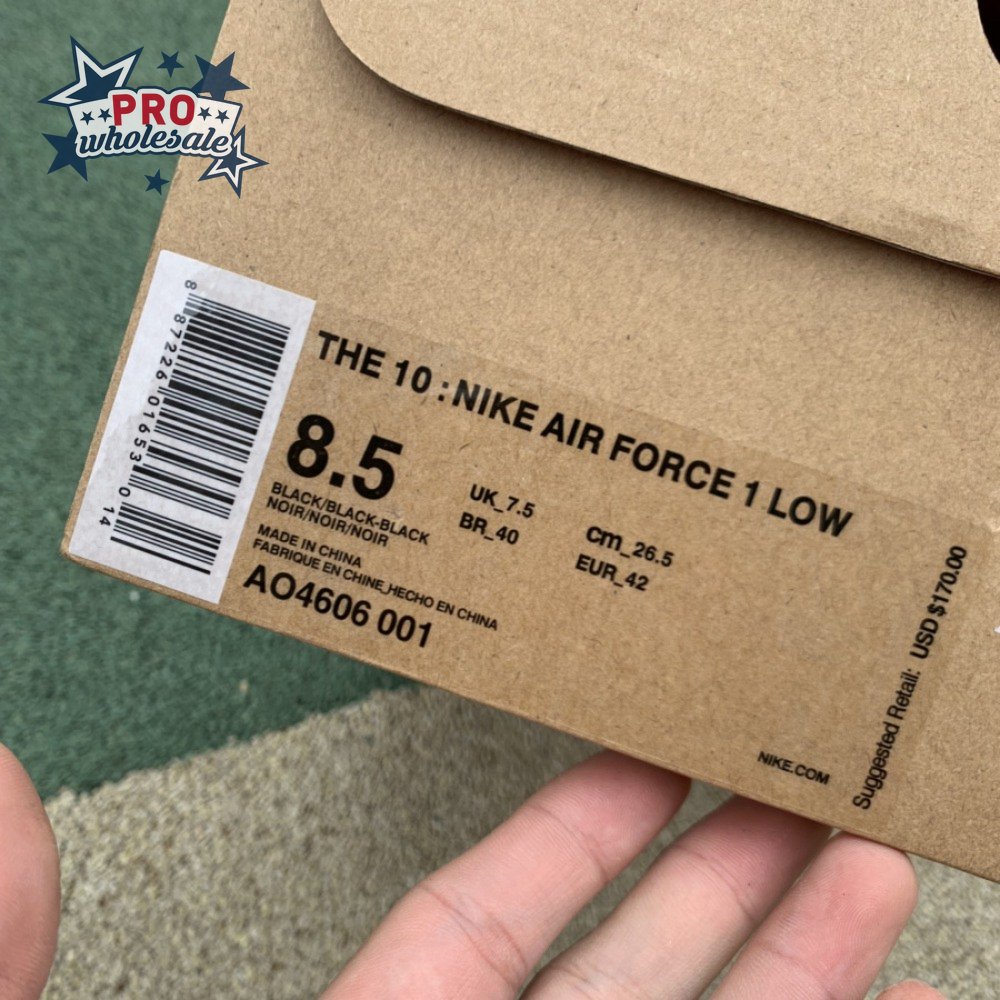 PRO
wholesale
8 87226 01653 0 14
THE 10 : NIKE AIR FORCE 1 LOW
8.5
BLACK/BLACK-BLACK
NOIR/NOIR/NOIR
UK_7.5
BR_40
cm_26.5
EUR_42
MADE IN CHINA
FABRIQUE EN CHINE_HECHO EN CHINA
AO4606 001
NIKE.COM
Suggested Retail: USD $170.00